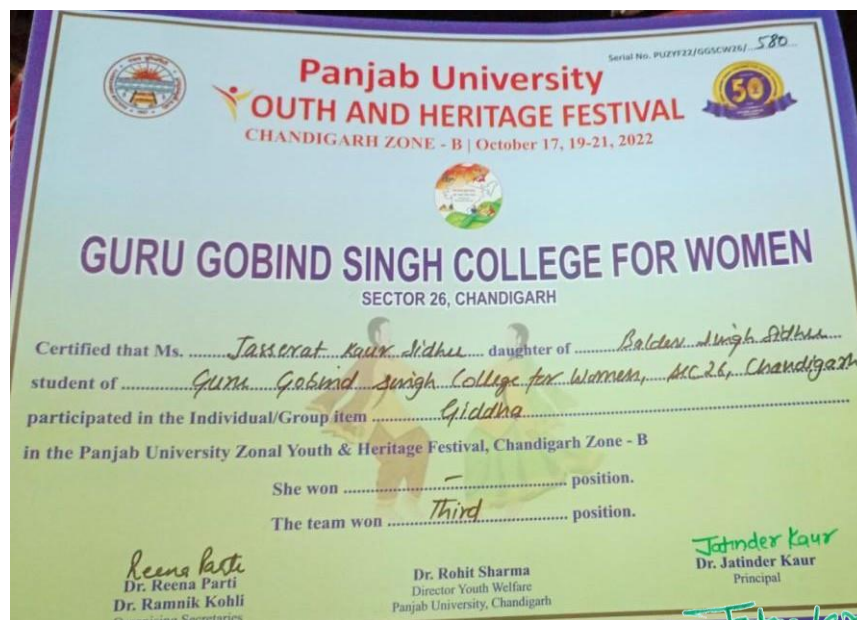 Serial No. PUZYF22/GGSCW26/ 580
Panjab University
YOUTH AND HERITAGE FESTIVAL
CHANDIGARH ZONE - B | October 17, 19-21, 2022
50
GURU GOBIND SINGH COLLEGE FOR WOMEN
SECTOR 26, CHANDIGARH
Certified that Ms. Jasserat Kaur Sidhu daughter of Baldev Singh Sidhu
student of Guru Gobind Singh College for Women, Sec 26, Chandigarh
participated in the Individual/Group item Giddha
in the Panjab University Zonal Youth & Heritage Festival, Chandigarh Zone - B
She won – position.
The team won Third position.
Reena Parti
Dr. Reena Parti
Dr. Ramnik Kohli
Organising Secretaries
Dr. Rohit Sharma
Director Youth Welfare
Panjab University, Chandigarh
Jatinder Kaur
Dr. Jatinder Kaur
Principal